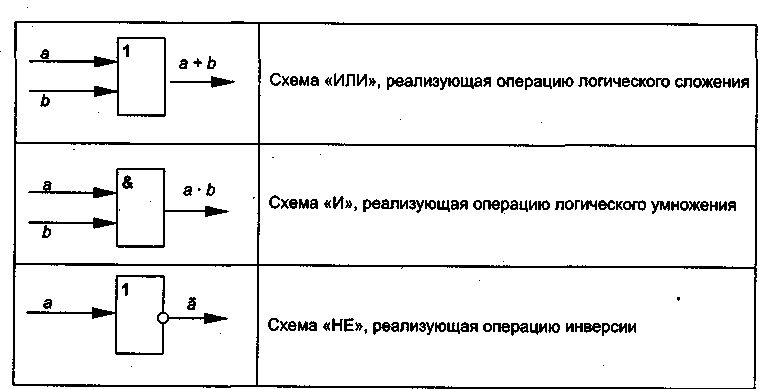 a
1
a + b
b
Схема «ИЛИ», реализующая операцию логического сложения
a
&
a · b
b
Схема «И», реализующая операцию логического умножения
a
1
ā
Схема «НЕ», реализующая операцию инверсии